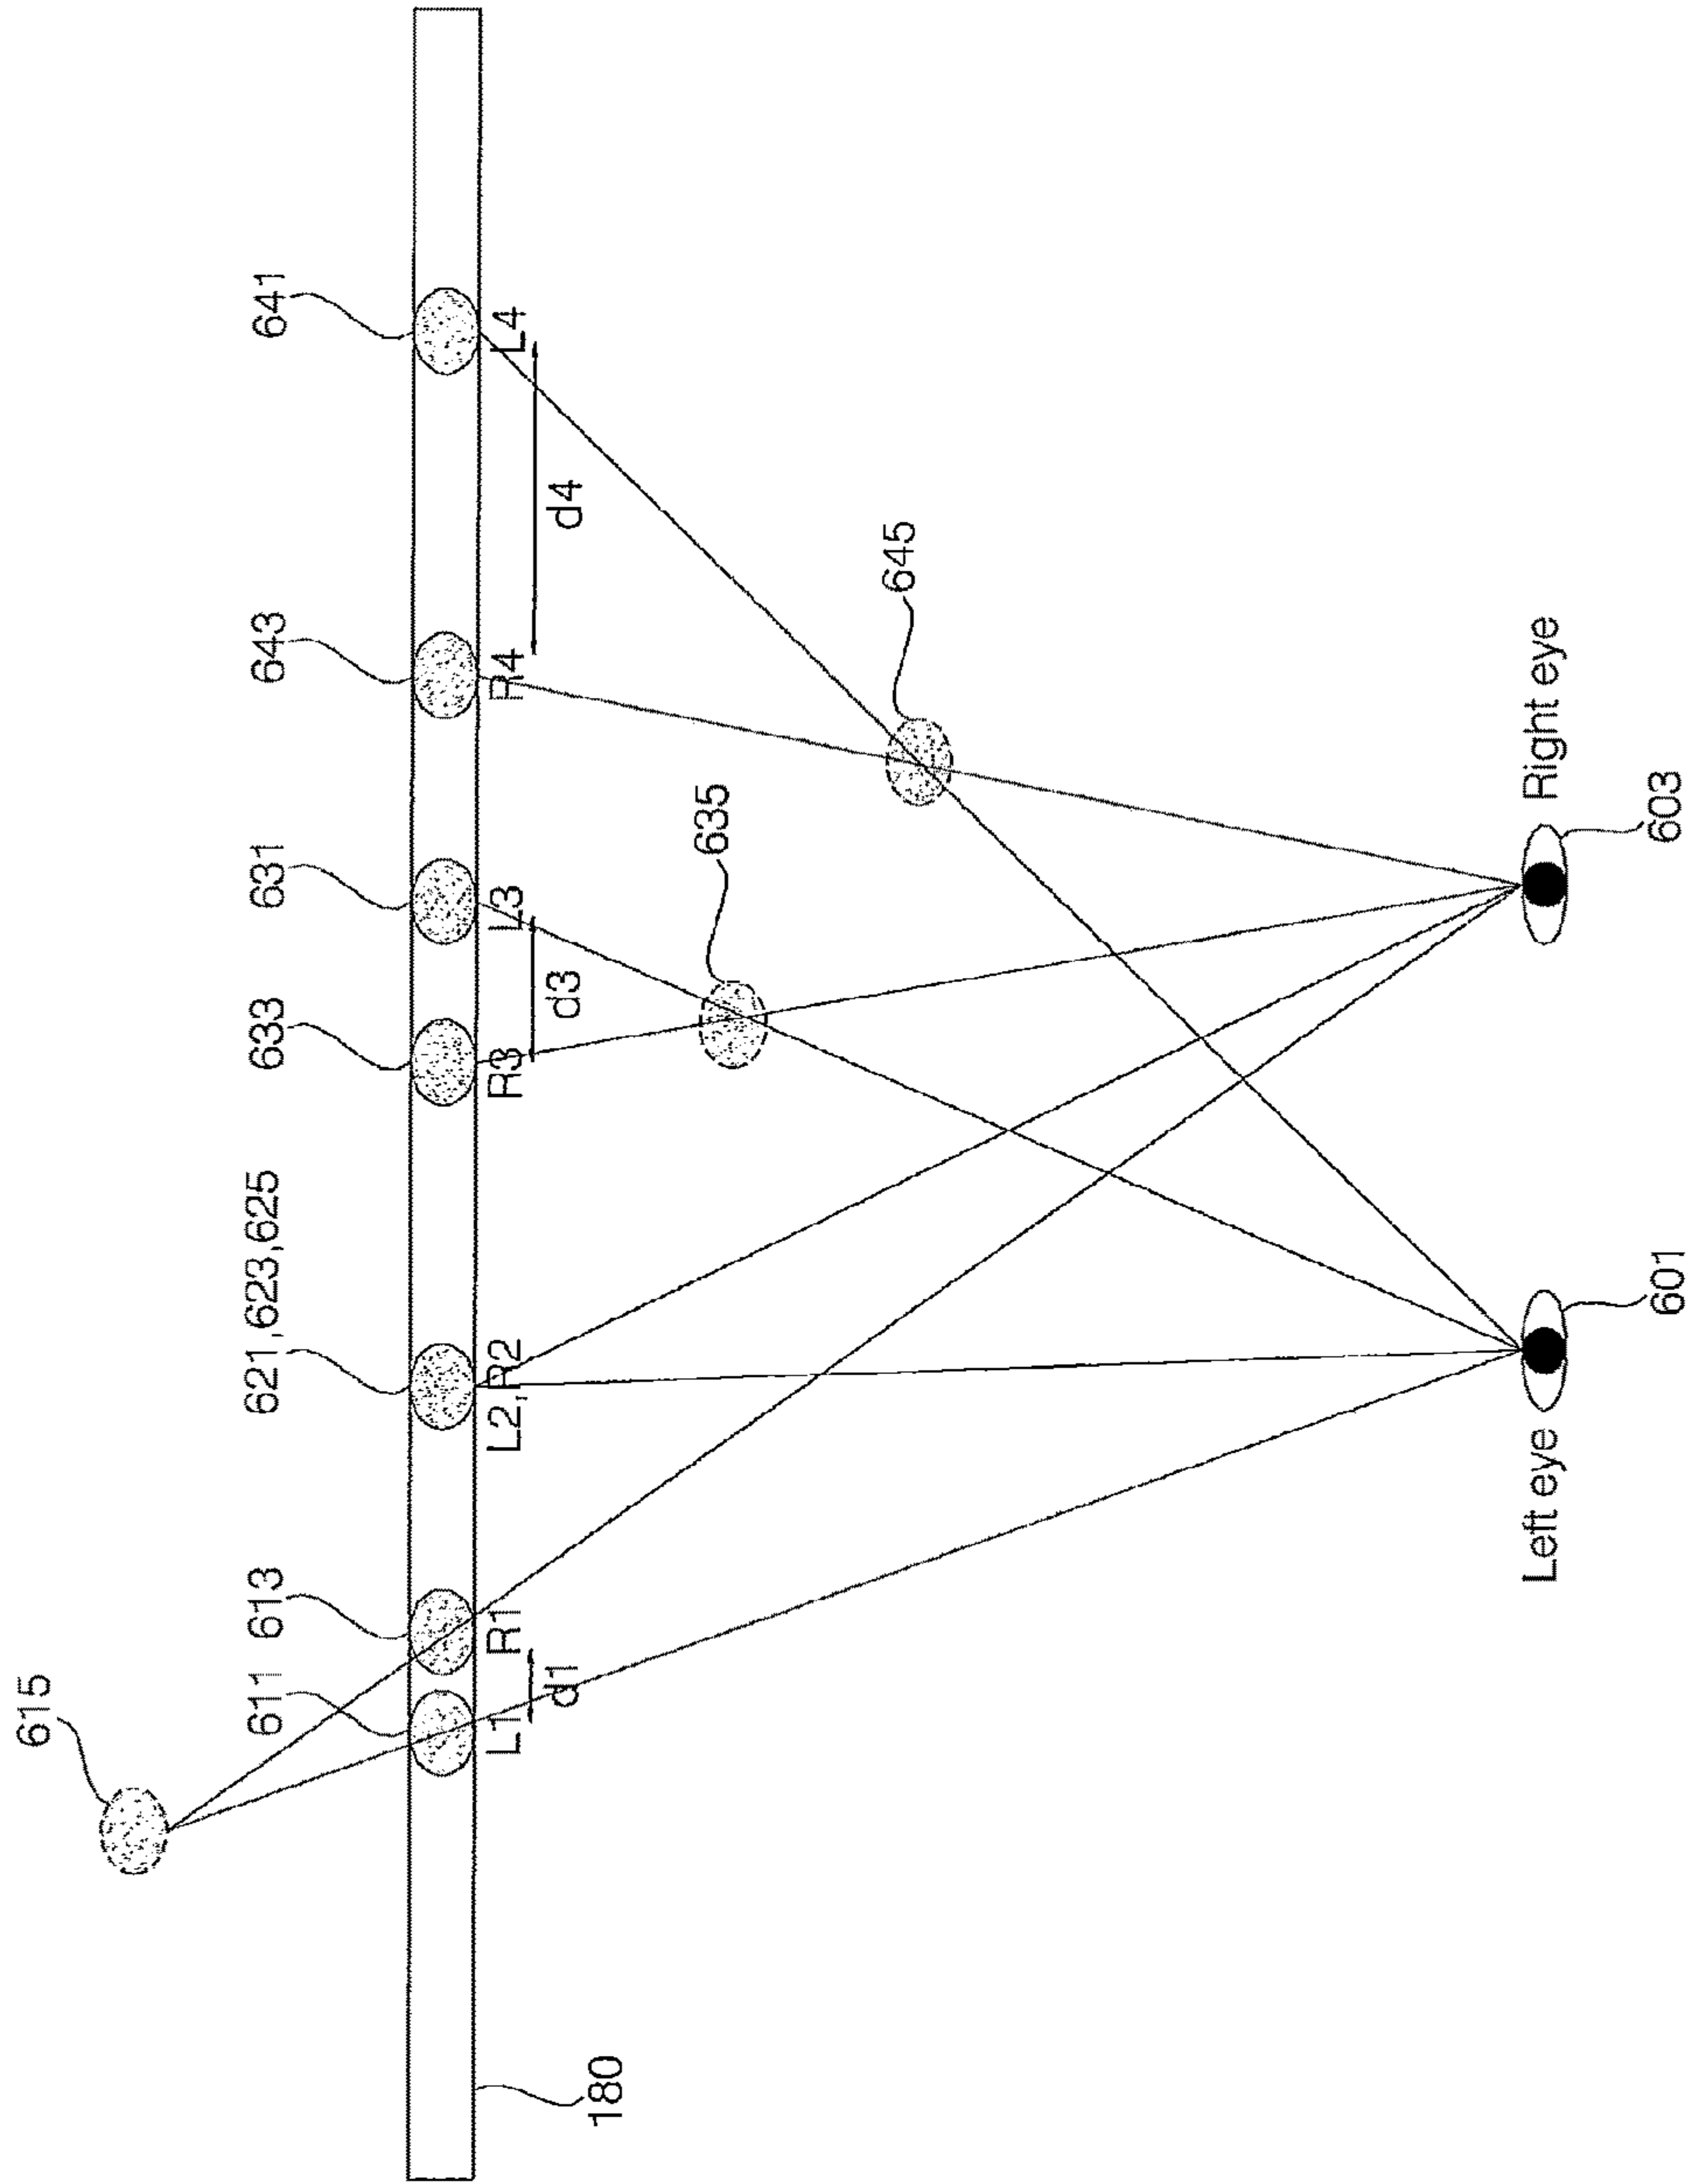 615
611
613
621,623,625
633
631
643
641
L1
R1
L2, R2
R3
L3
R4
L4
d1
d3
d4
635
645
180
Left eye
Right eye
601
603